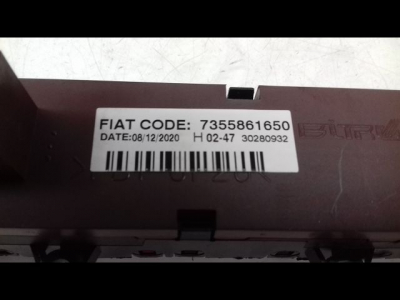 FIAT CODE: 7355861650
DATE:08/12/2020 H 02-47 30280932